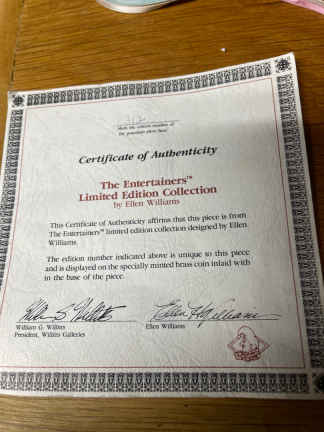 Certificate of Authenticity
The Entertainers™
Limited Edition Collection
by Ellen Williams
This Certificate of Authenticity affirms that this piece is from
The Entertainers™ limited edition collection designed by Ellen
Williams.
The edition number indicated above is unique to this piece
and is displayed on the specially minted brass coin inlaid with
in the base of the piece.
William G. Willitts
Ellen Williams
President, Willitts Galleries